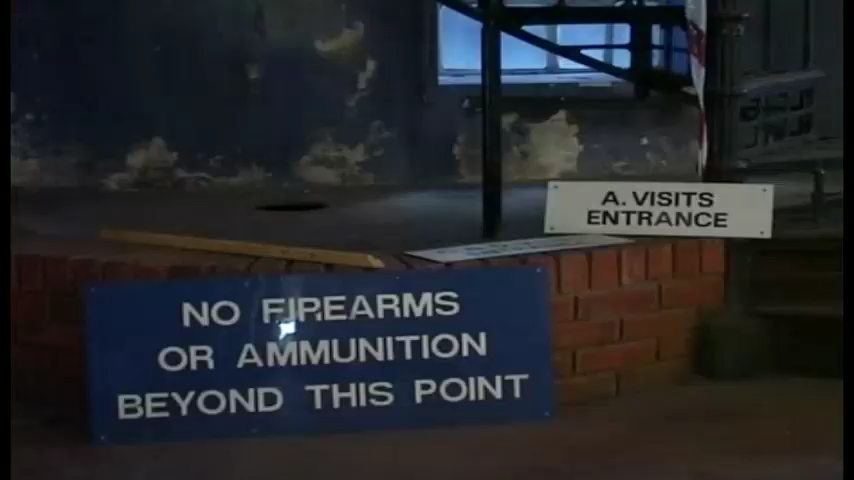 A. VISITS
ENTRANCE
NO FIREARMS
OR AMMUNITION
BEYOND THIS POINT